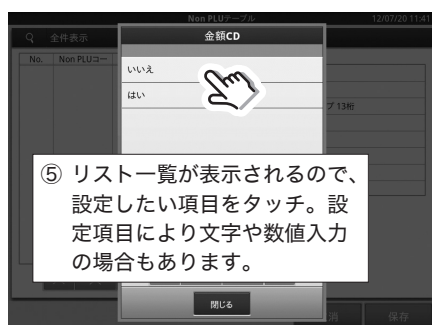 Non PLUテーブル
12/07/20 11:41
全件表示
金額CD
No.
Non PLUコー
いいえ
はい
プ 13桁
⑤ リスト一覧が表示されるので、
設定したい項目をタッチ。設
定項目により文字や数値入力
の場合もあります。
閉じる
消
保存